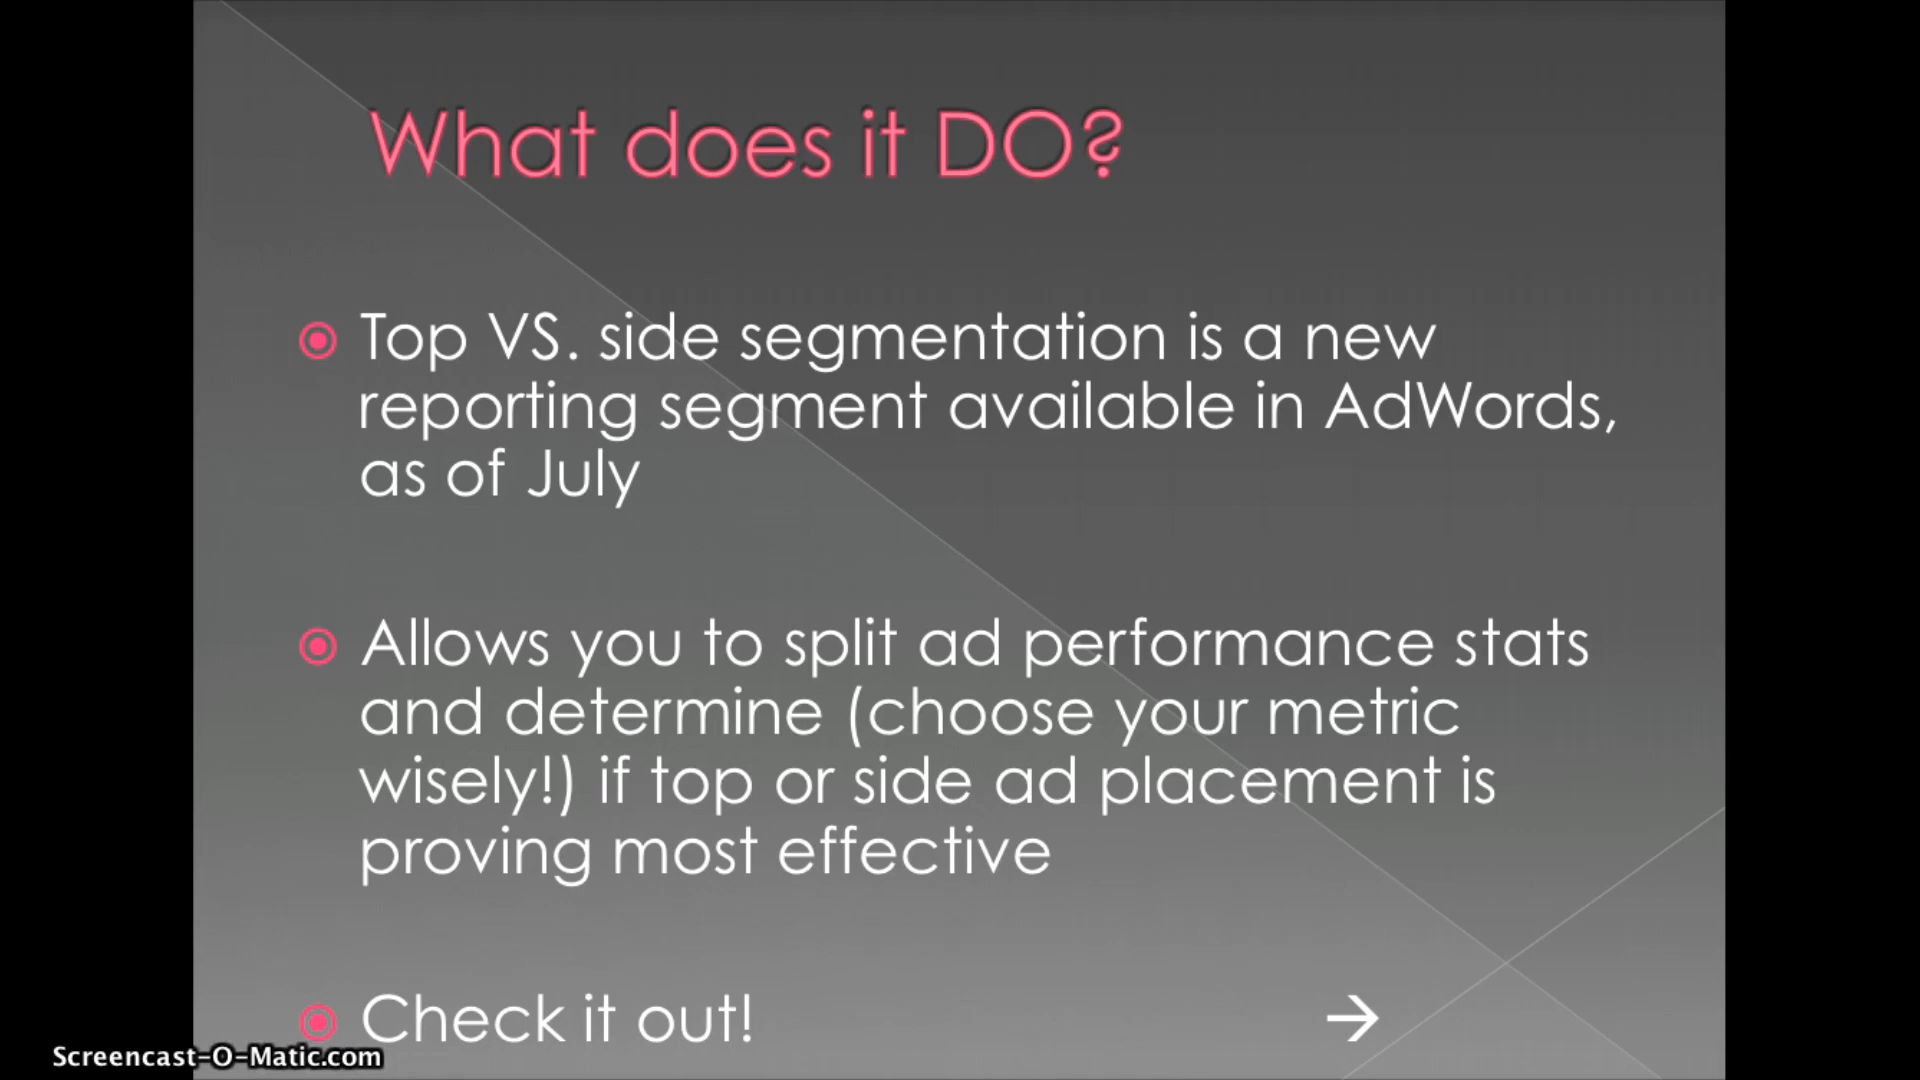 What does it DO?
Top VS. side segmentation is a new
reporting segment available in AdWords,
as of July
Allows you to split ad performance stats
and determine (choose your metric
wisely!) if top or side ad placement is
proving most effective
Check it out! →
Screencast-O-Matic.com